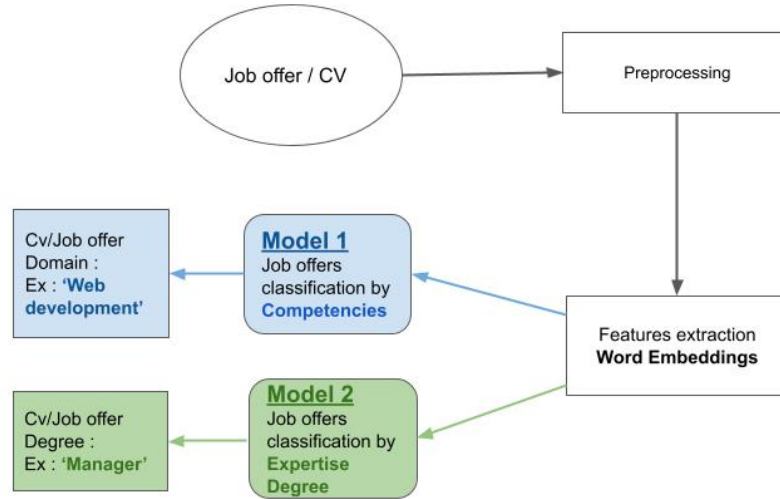 Job offer / CV
Preprocessing
Cv/Job offer
Domain :
Ex : ‘Web
development’
Model 1
Job offers
classification by
Competencies
Features extraction
Word Embeddings
Cv/Job offer
Degree :
Ex : ‘Manager’
Model 2
Job offers
classification by
Expertise
Degree